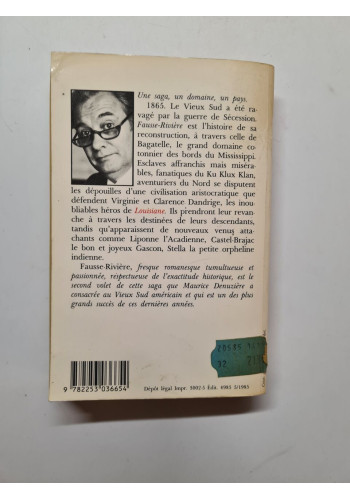 Une saga, un domaine, un pays.
1865. Le Vieux Sud a été ra-
vagé par la guerre de Sécession.
Fausse-Rivière est l'histoire de sa
reconstruction, à travers celle de
Bagatelle, le grand domaine co-
tonnier des bords du Mississippi.
Esclaves affranchis mais miséra-
bles, fanatiques du Ku Klux Klan,
aventuriers du Nord se disputent
les dépouilles d'une civilisation aristocratique que
défendent Virginie et Clarence Dandrige, les inou-
bliables héros de Louisiane. Ils prendront leur revan-
che à travers les destinées de leurs descendants,
tandis qu'apparaissent de nouveaux venus atta-
chants comme Liponne l'Acadienne, Castel-Brajac
le bon et joyeux Gascon, Stella la petite orpheline
indienne.
Fausse-Rivière, fresque romanesque tumultueuse et
passionnée, respectueuse de l'exactitude historique, est le
second volet de cette saga que Maurice Denuzière a
consacrée au Vieux Sud américain et qui est un des plus
grands succès de ces dernières années.
32
9 782253 036654
Dépôt légal Impr. 3992-5 Édit. 4985 2/1985